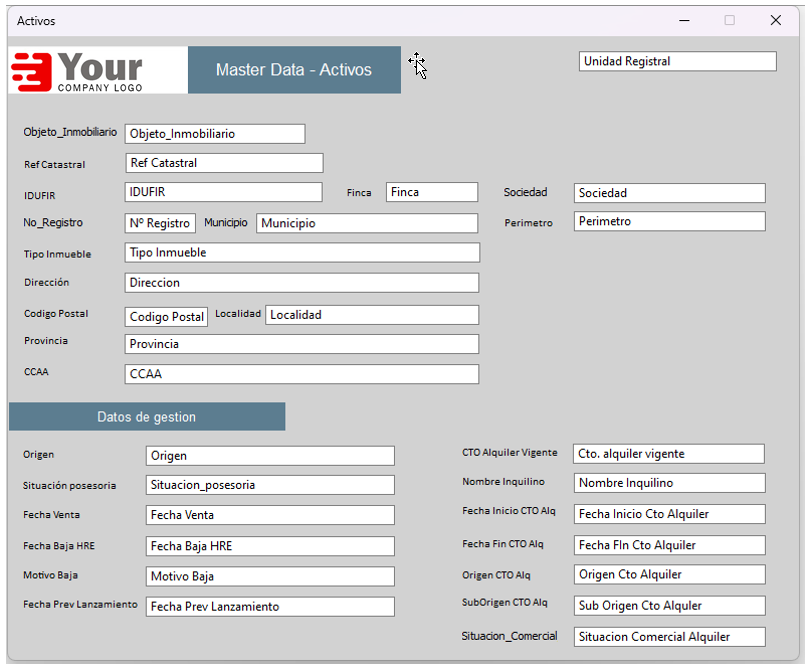 Activos
Your
COMPANY LOGO
Master Data - Activos
Unidad Registral
Objeto_Inmobiliario Objeto_Inmobiliario
Ref Catastral Ref Catastral
IDUFIR IDUFIR Finca Finca Sociedad Sociedad
No_Registro Nº Registro Municipio Municipio Perimetro Perimetro
Tipo Inmueble Tipo Inmueble
Dirección Direccion
Codigo Postal Codigo Postal Localidad Localidad
Provincia Provincia
CCAA CCAA
Datos de gestion
Origen Origen CTO Alquiler Vigente Cto. alquiler vigente
Situación posesoria Situacion_posesoria Nombre Inquilino Nombre Inquilino
Fecha Venta Fecha Venta Fecha Inicio CTO Alq Fecha Inicio Cto Alquiler
Fecha Baja HRE Fecha Baja HRE Fecha Fin CTO Alq Fecha FIn Cto Alquiler
Motivo Baja Motivo Baja Origen CTO Alq Origen Cto Alquiler
Fecha Prev Lanzamiento Fecha Prev Lanzamiento SubOrigen CTO Alq Sub Origen Cto Alquler
Situacion_Comercial Situacion Comercial Alquiler